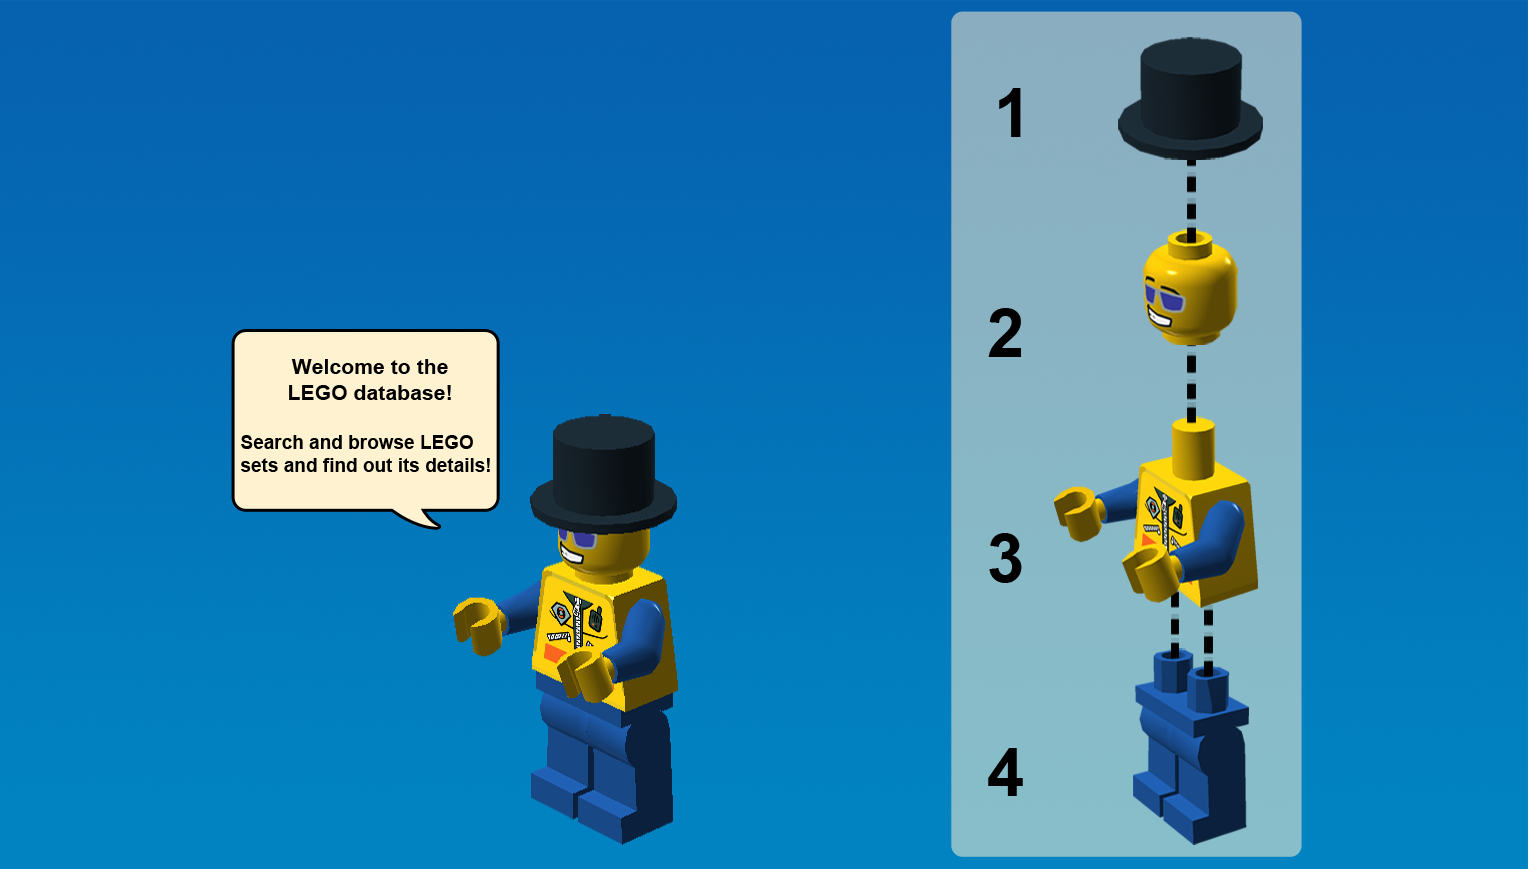 Welcome to the
LEGO database!
Search and browse LEGO
sets and find out its details!
1
2
3
4